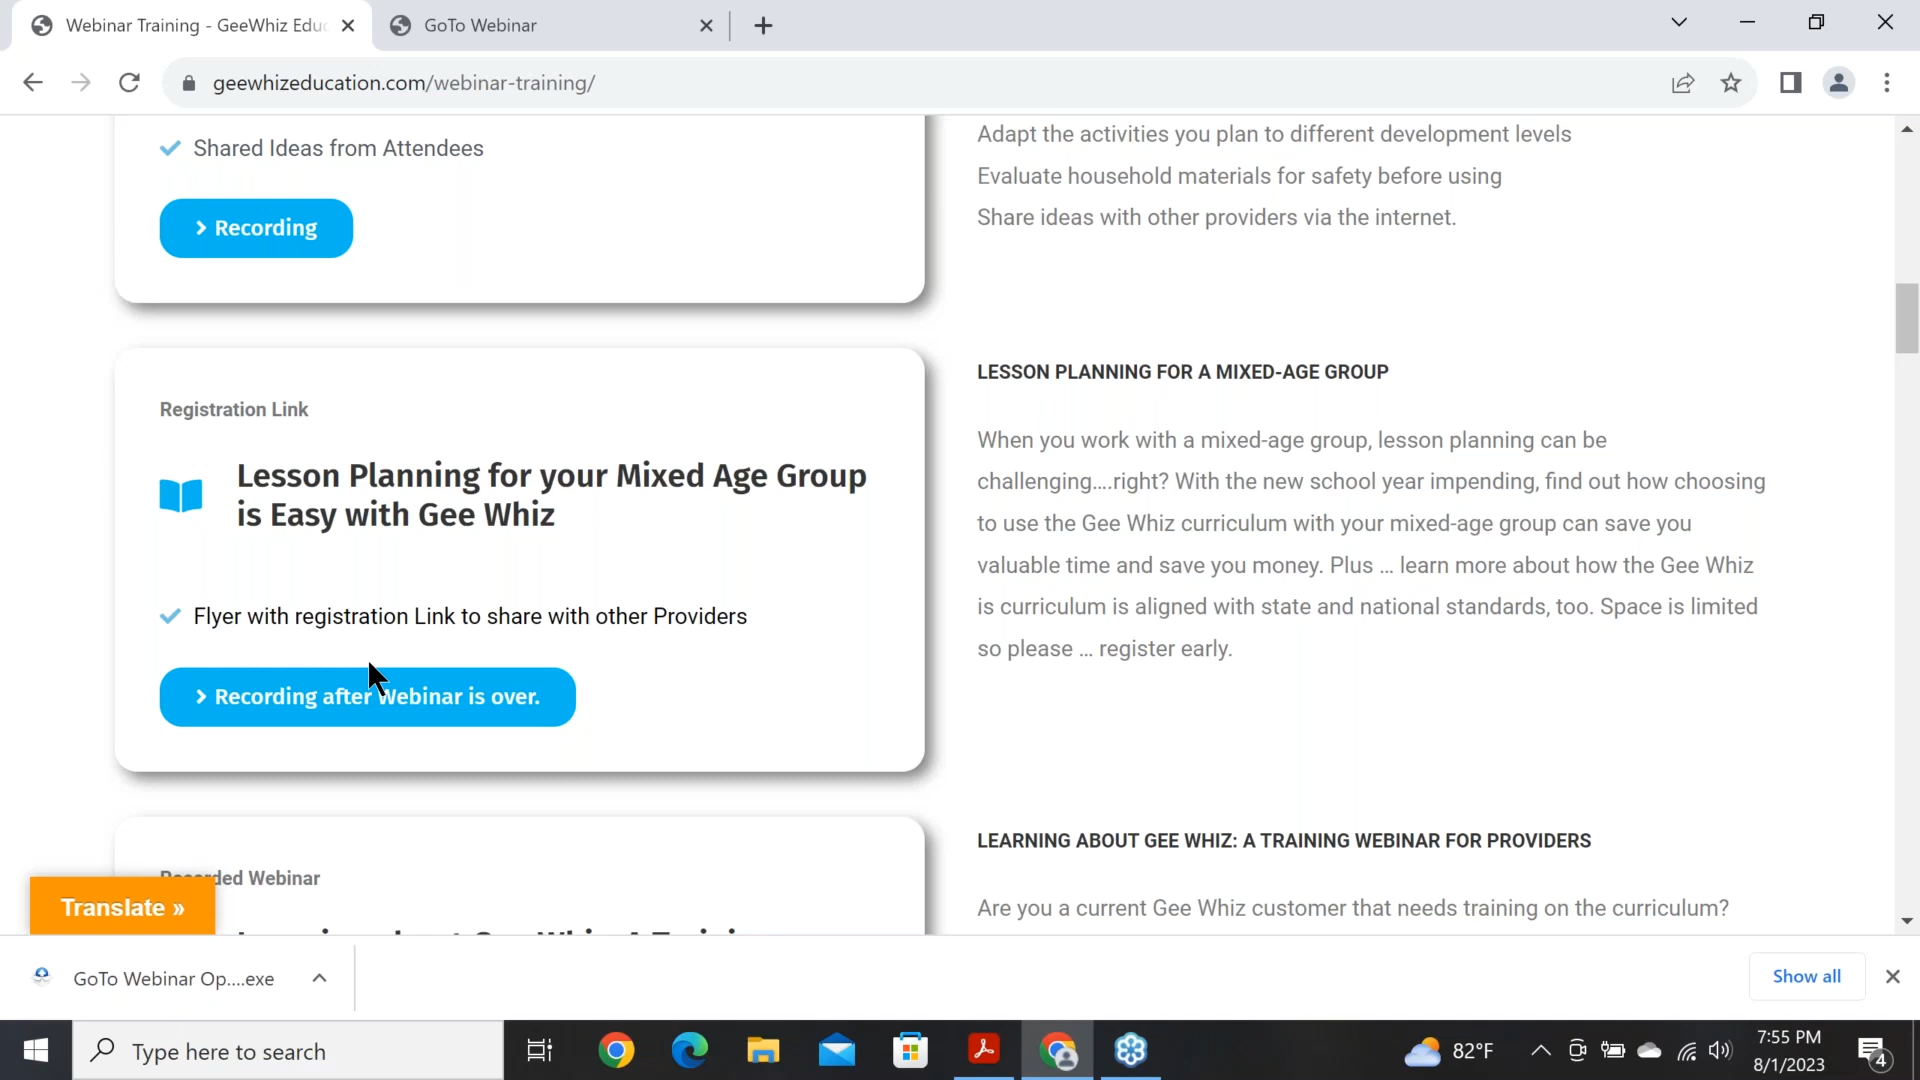 Webinar Training - GeeWhiz Educ
GoTo Webinar
geewhizeducation.com/webinar-training/
Shared Ideas from Attendees
Recording
Adapt the activities you plan to different development levels
Evaluate household materials for safety before using
Share ideas with other providers via the internet.
Registration Link
Lesson Planning for your Mixed Age Group
is Easy with Gee Whiz
Flyer with registration Link to share with other Providers
Recording after Webinar is over.
LESSON PLANNING FOR A MIXED-AGE GROUP
When you work with a mixed-age group, lesson planning can be
challenging....right? With the new school year impending, find out how choosing
to use the Gee Whiz curriculum with your mixed-age group can save you
valuable time and save you money. Plus ... learn more about how the Gee Whiz
is curriculum is aligned with state and national standards, too. Space is limited
so please ... register early.
Recorded Webinar
LEARNING ABOUT GEE WHIZ: A TRAINING WEBINAR FOR PROVIDERS
Are you a current Gee Whiz customer that needs training on the curriculum?
Translate »
GoTo Webinar Op....exe
Show all
Type here to search
82°F
7:55 PM
8/1/2023
4